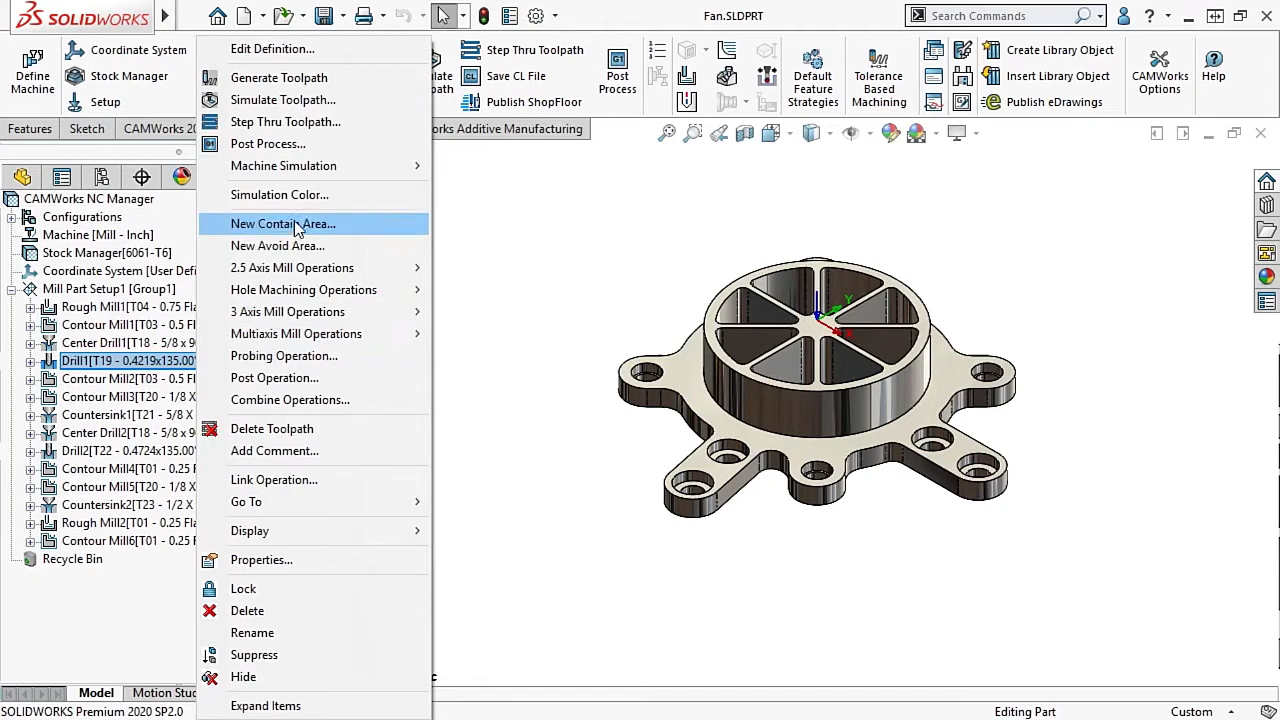 SOLIDWORKS
Fan.SLDPRT
Search Commands
Define Machine
Coordinate System
Stock Manager
Setup
Step Thru Toolpath
Save CL File
Publish ShopFloor
Post Process
Default Feature Strategies
Tolerance Based Machining
Create Library Object
Insert Library Object
Publish eDrawings
CAMWorks Options
Help
Features
Sketch
CAMWorks 20
orks Additive Manufacturing
CAMWorks NC Manager
Configurations
Machine [Mill - Inch]
Stock Manager[6061-T6]
Coordinate System [User Defi
Mill Part Setup1 [Group1]
Rough Mill1[T04 - 0.75 Fla
Contour Mill1[T03 - 0.5 F
Center Drill1[T18 - 5/8 x 9
Drill1[T19 - 0.4219x135.00°
Contour Mill2[T03 - 0.5 F
Contour Mill3[T20 - 1/8 X
Countersink1[T21 - 5/8 X
Center Drill2[T18 - 5/8 x 9
Drill2[T22 - 0.4724x135.00°
Contour Mill4[T01 - 0.25 F
Contour Mill5[T20 - 1/8 X
Countersink2[T23 - 1/2 X
Rough Mill2[T01 - 0.25 Fla
Contour Mill6[T01 - 0.25 F
Recycle Bin
Edit Definition...
Generate Toolpath
Simulate Toolpath...
Step Thru Toolpath...
Post Process...
Machine Simulation
Simulation Color...
New Contain Area...
New Avoid Area...
2.5 Axis Mill Operations
Hole Machining Operations
3 Axis Mill Operations
Multiaxis Mill Operations
Probing Operation...
Post Operation...
Combine Operations...
Delete Toolpath
Add Comment...
Link Operation...
Go To
Display
Properties...
Lock
Delete
Rename
Suppress
Hide
Expand Items
Y
X
Model
Motion Stu
SOLIDWORKS Premium 2020 SP2.0
Editing Part
Custom